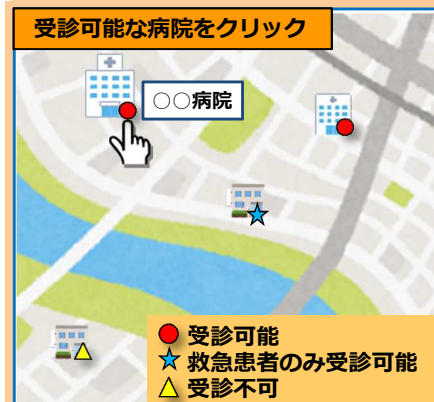 受診可能な病院をクリック
○○病院
受診可能
救急患者のみ受診可能
受診不可